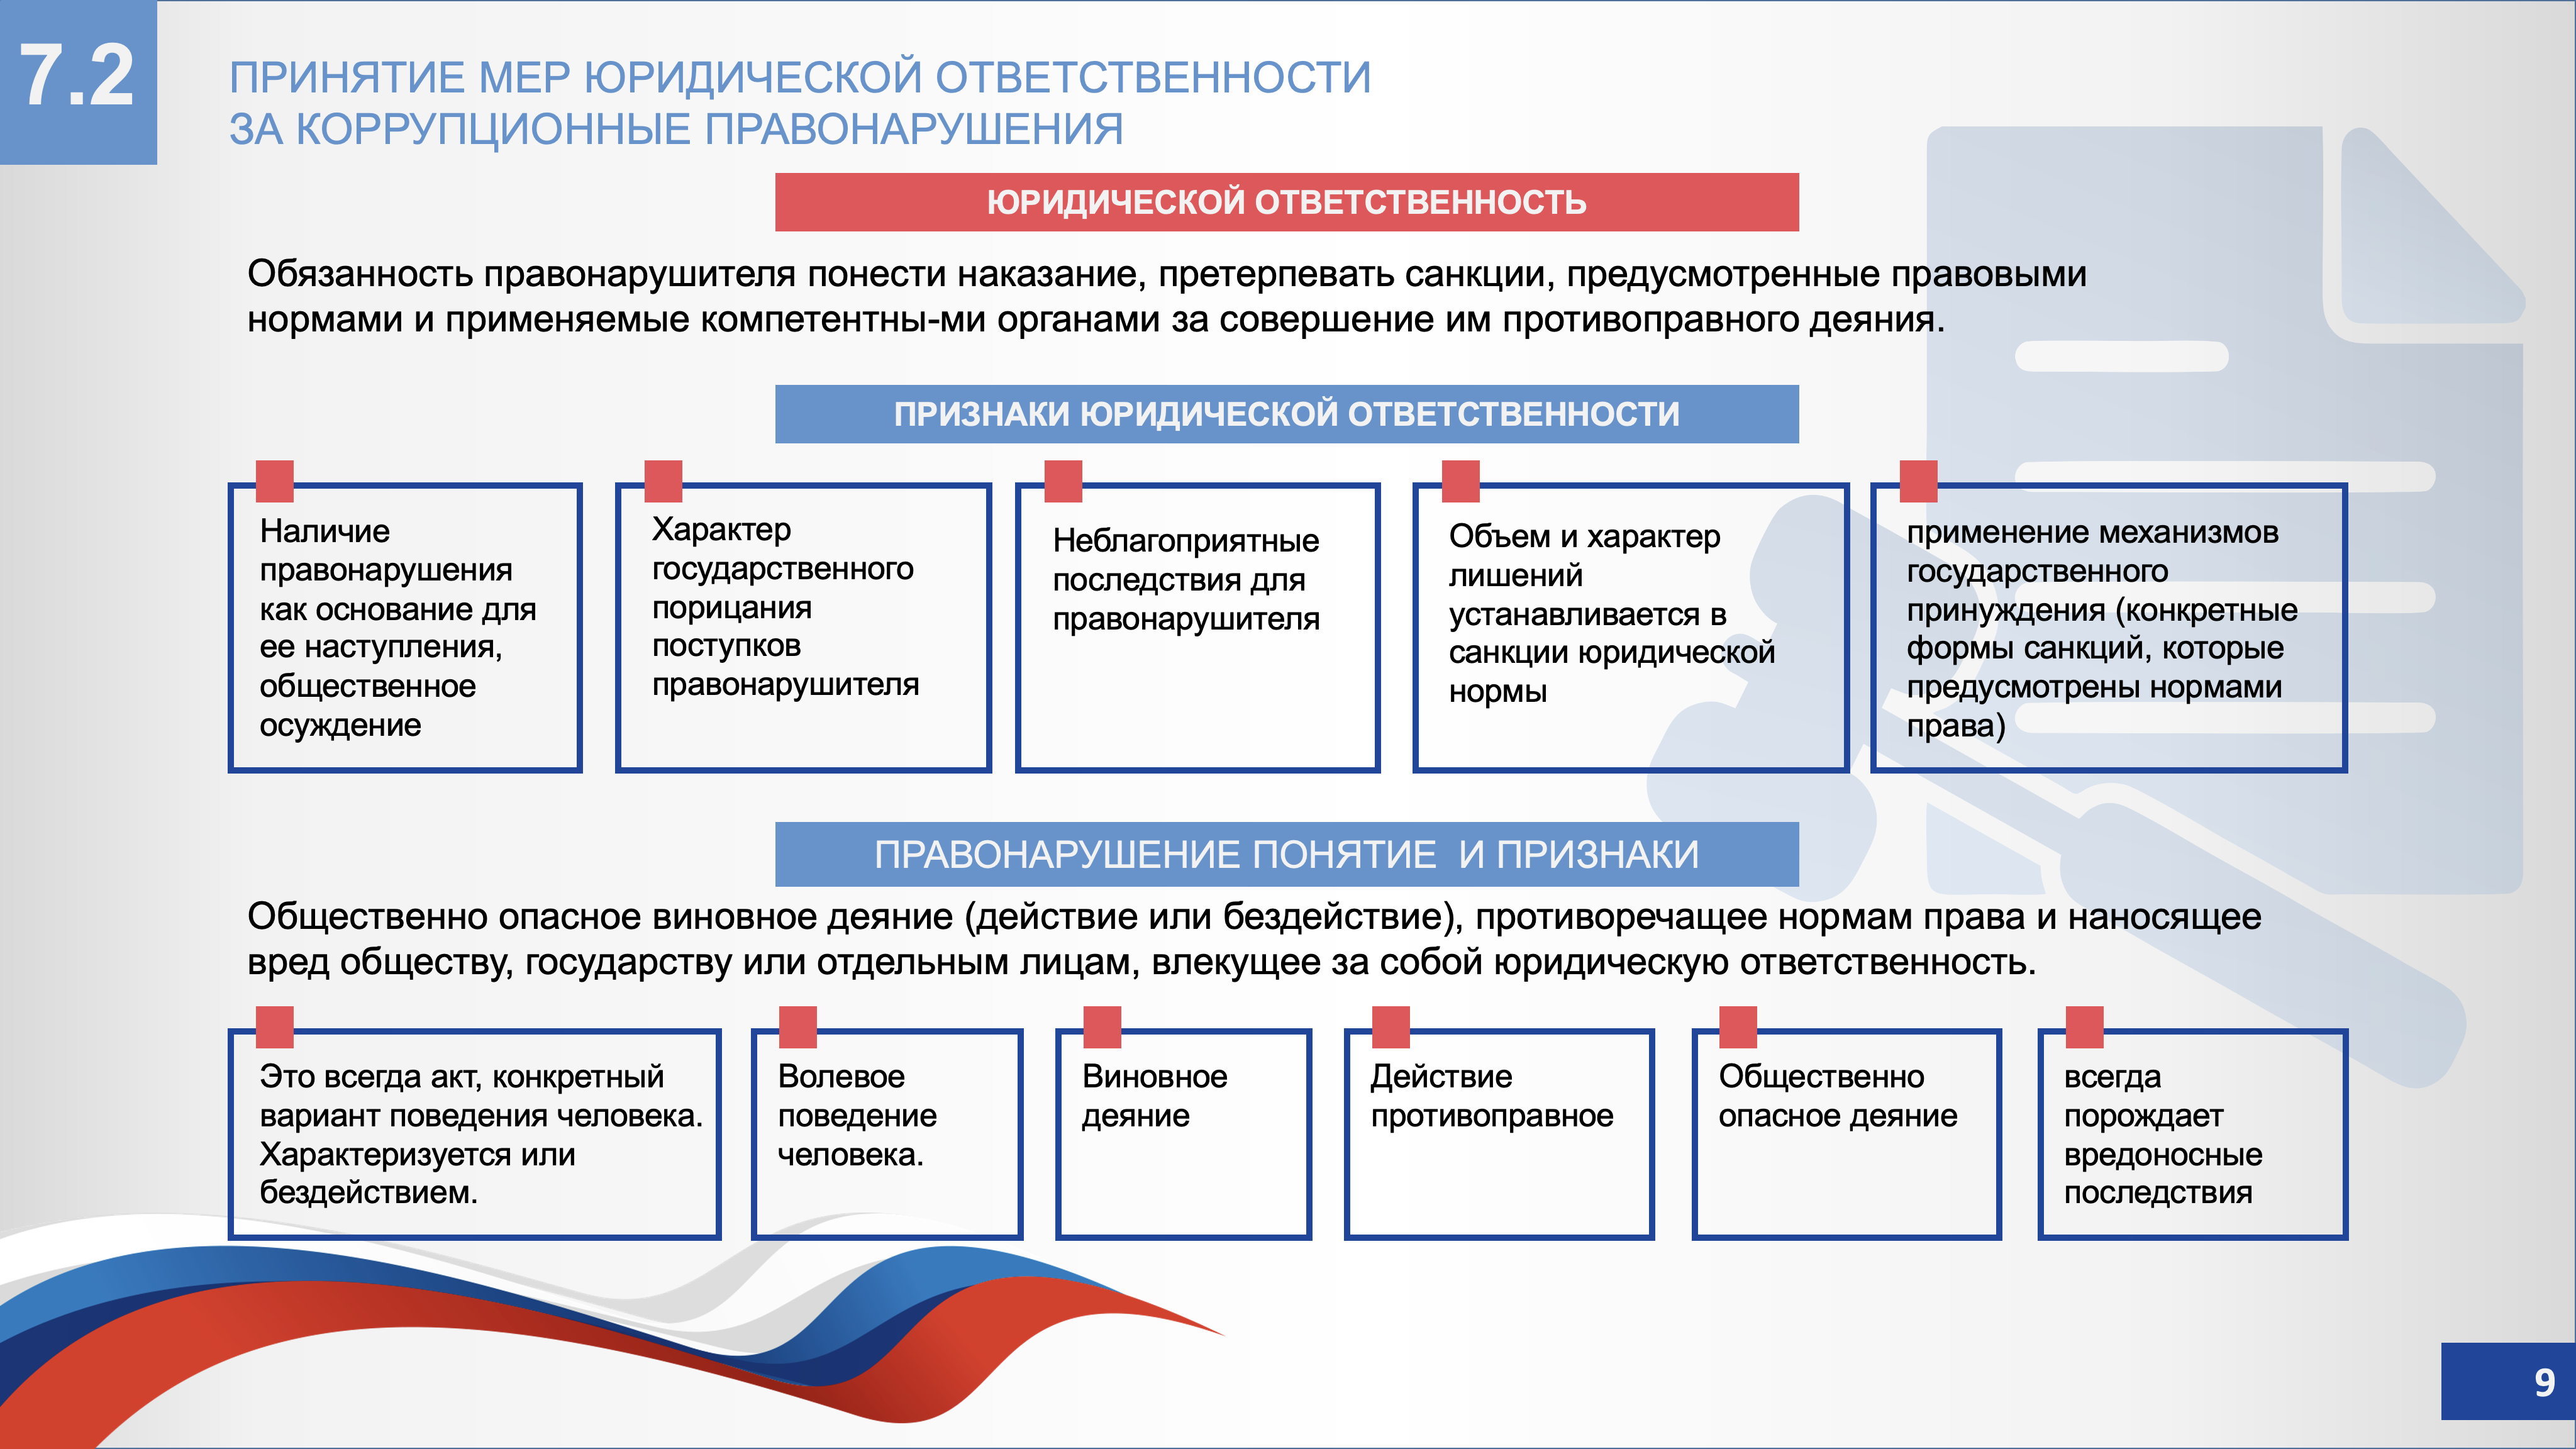 7.2
ПРИНЯТИЕ МЕР ЮРИДИЧЕСКОЙ ОТВЕТСТВЕННОСТИ
ЗА КОРРУПЦИОННЫЕ ПРАВОНАРУШЕНИЯ
ЮРИДИЧЕСКОЙ ОТВЕТСТВЕННОСТЬ
Обязанность правонарушителя понести наказание, претерпевать санкции, предусмотренные правовыми
нормами и применяемые компетентны-ми органами за совершение им противоправного деяния.
ПРИЗНАКИ ЮРИДИЧЕСКОЙ ОТВЕТСТВЕННОСТИ
Наличие
правонарушения
как основание для
ее наступления,
общественное
осуждение
Характер
государственного
порицания
поступков
правонарушителя
Неблагоприятные
последствия для
правонарушителя
Объем и характер
лишений
устанавливается в
санкции юридической
нормы
применение механизмов
государственного
принуждения (конкретные
формы санкций, которые
предусмотрены нормами
права)
ПРАВОНАРУШЕНИЕ ПОНЯТИЕ  И ПРИЗНАКИ
Общественно опасное виновное деяние (действие или бездействие), противоречащее нормам права и наносящее
вред обществу, государству или отдельным лицам, влекущее за собой юридическую ответственность.
Это всегда акт, конкретный
вариант поведения человека.
Характеризуется или
бездействием.
Волевое
поведение
человека.
Виновное
деяние
Действие
противоправное
Общественно
опасное деяние
всегда
порождает
вредоносные
последствия
9